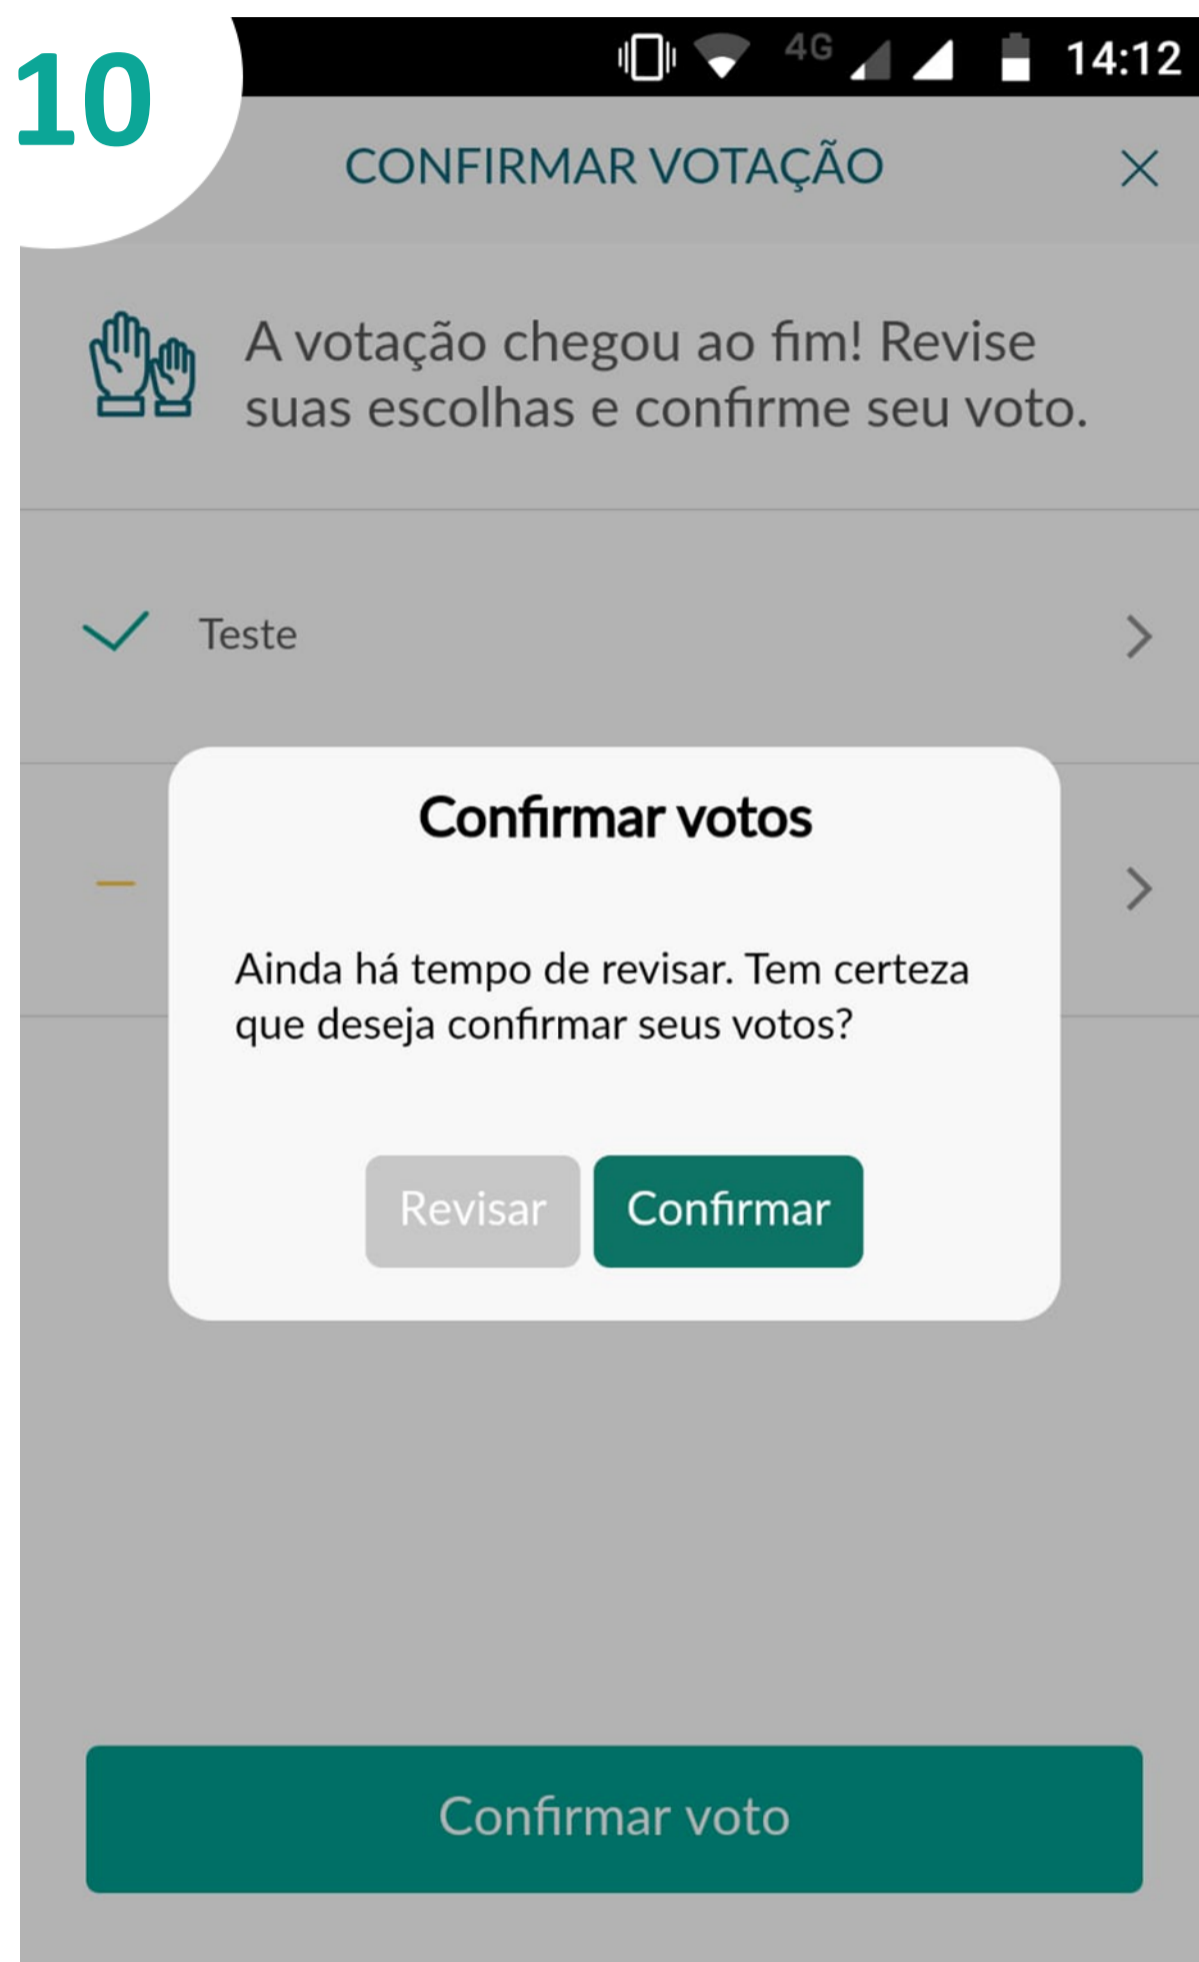 10
4G 14:12
CONFIRMAR VOTAÇÃO
A votação chegou ao fim! Revise
suas escolhas e confirme seu voto.
Teste
Confirmar votos
Ainda há tempo de revisar. Tem certeza
que deseja confirmar seus votos?
Revisar Confirmar
Confirmar voto